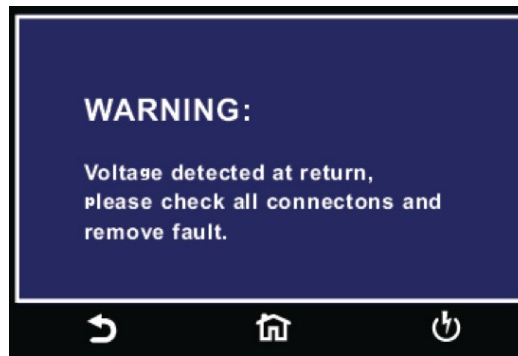 WARNING:
Voltage detected at return,
please check all connectons and
remove fault.